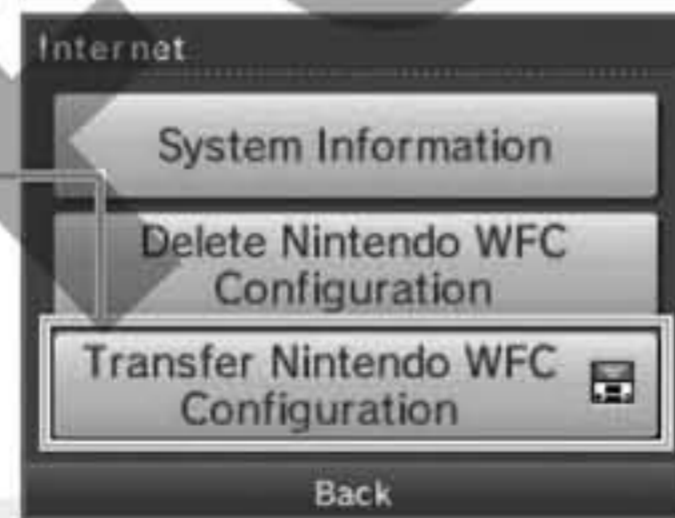 Internet
System Information
Delete Nintendo WFC
Configuration
Transfer Nintendo WFC
Configuration
Back